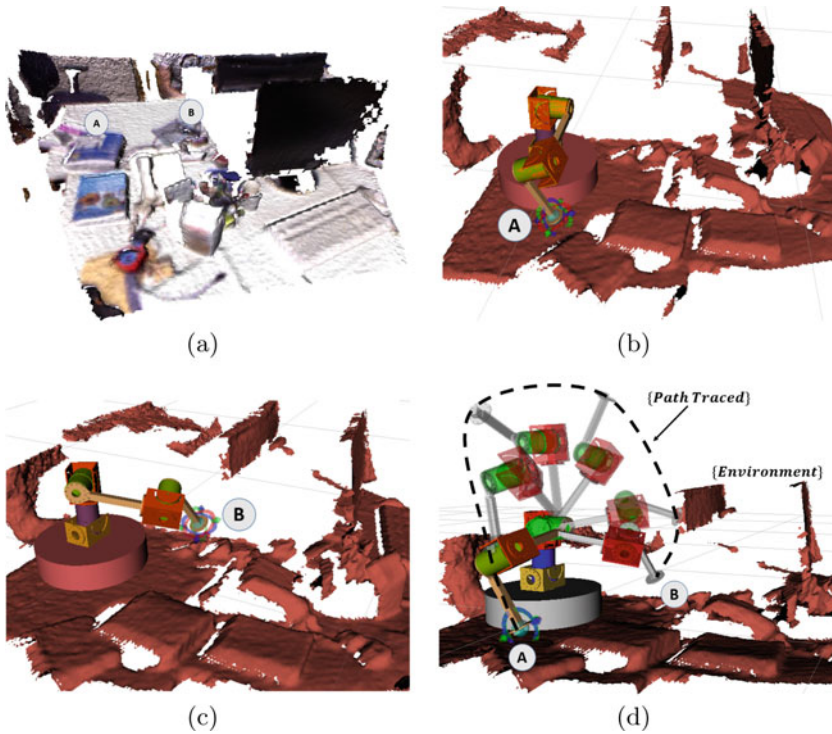 A
B
(a)
A
(b)
B
(c)
{Path Traced}
{Environment}
B
A
(d)